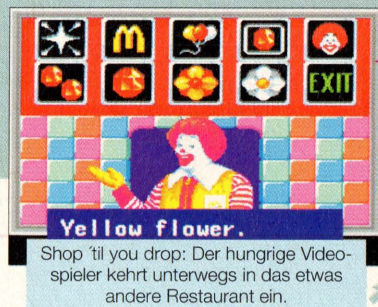 EXIT
Yellow flower.
Shop ´til you drop: Der hungrige Video-
spieler kehrt unterwegs in das etwas
andere Restaurant ein.